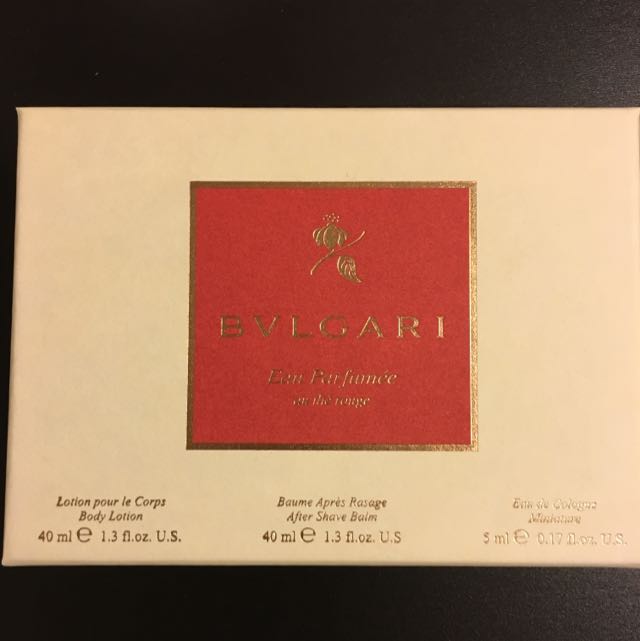 BVLGARI
Eau Parfumée
au thé rouge
Lotion pour le Corps
Body Lotion
40 ml ℮ 1.3 fl.oz. U.S.
Baume Après Rasage
After Shave Balm
40 ml ℮ 1.3 fl.oz. U.S
Eau de Cologne
Miniature
5 ml ℮ 0.17 fl.oz. U.S.